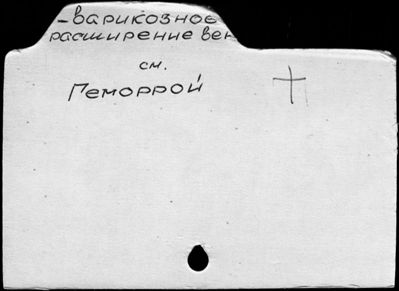 -варикозное
расширение вен
см.
Геморрой